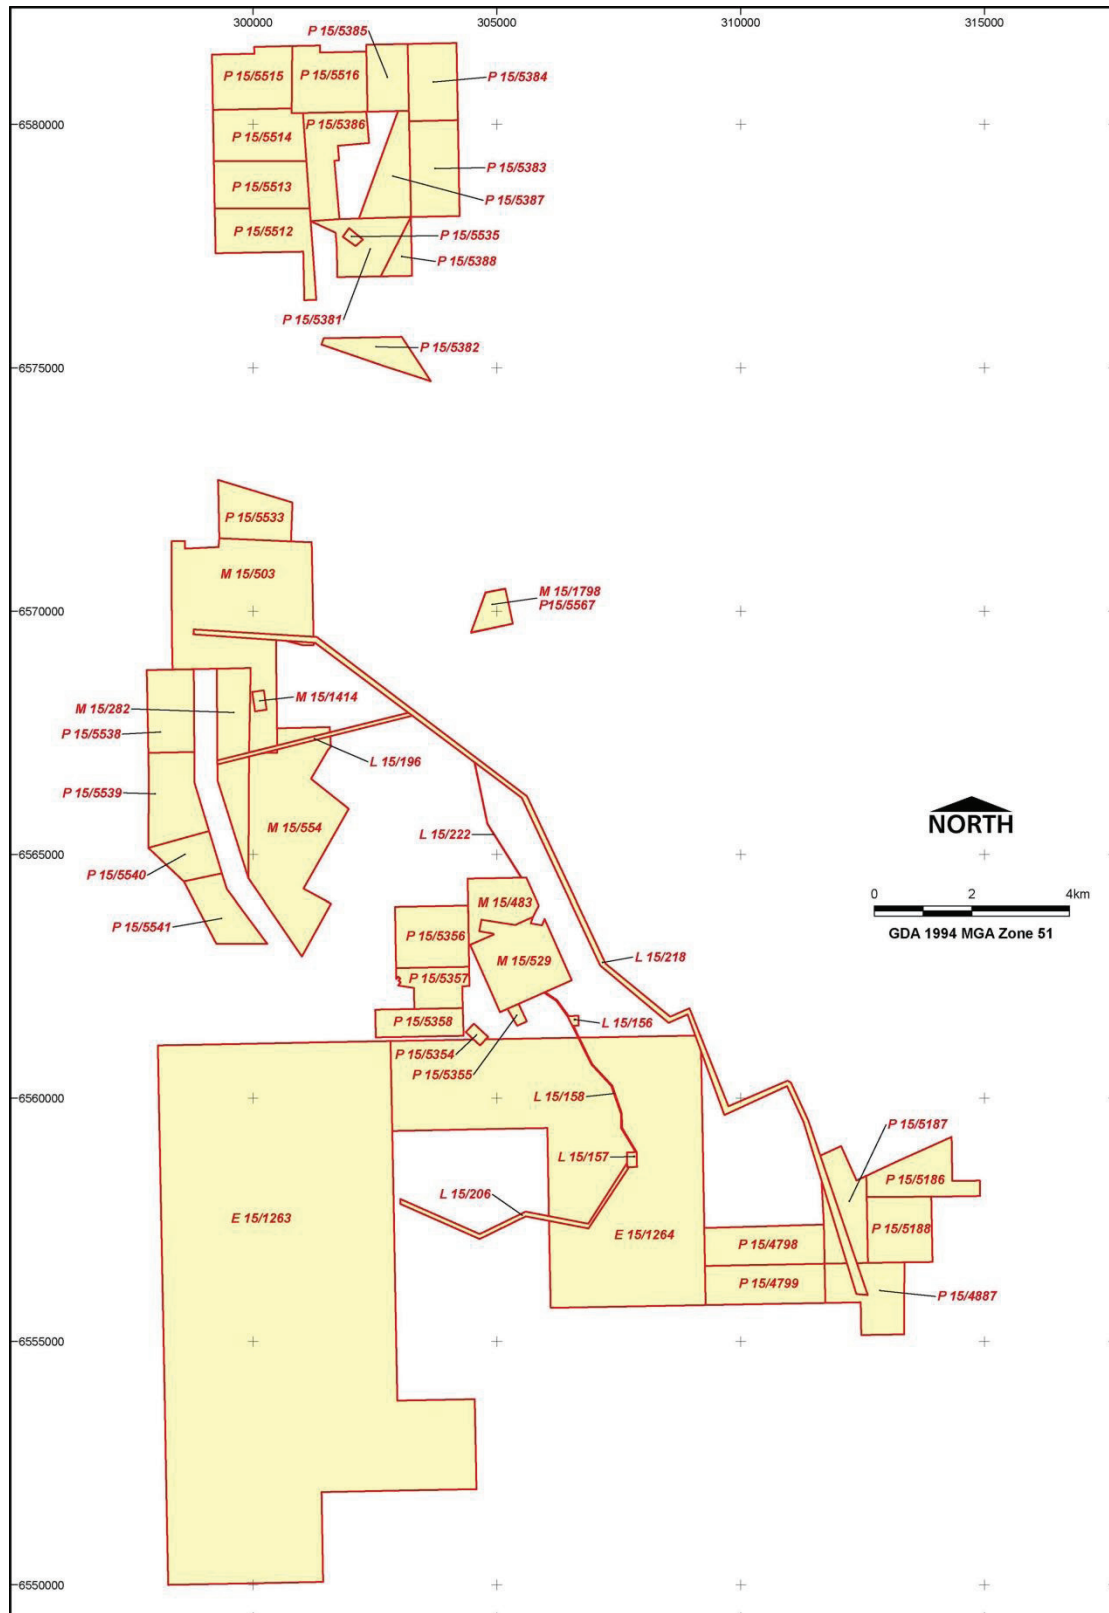 300000
305000
310000
315000
P 15/5385
P 15/5515
P 15/5516
P 15/5384
6580000
P 15/5386
P 15/5514
P 15/5383
P 15/5513
P 15/5387
P 15/5512
P 15/5535
P 15/5388
P 15/5381
P 15/5382
6575000
P 15/5533
M 15/503
M 15/1798
P15/5567
6570000
M 15/1414
M 15/282
P 15/5538
L 15/196
P 15/5539
M 15/554
L 15/222
NORTH
6565000
P 15/5540
0 2 4km
M 15/483
P 15/5541
P 15/5356
GDA 1994 MGA Zone 51
M 15/529
L 15/218
P 15/5357
P 15/5358
L 15/156
P 15/5354
P 15/5355
6560000
L 15/158
P 15/5187
L 15/157
P 15/5186
L 15/206
E 15/1263
P 15/5188
E 15/1264
P 15/4798
P 15/4799
P 15/4887
6555000
6550000